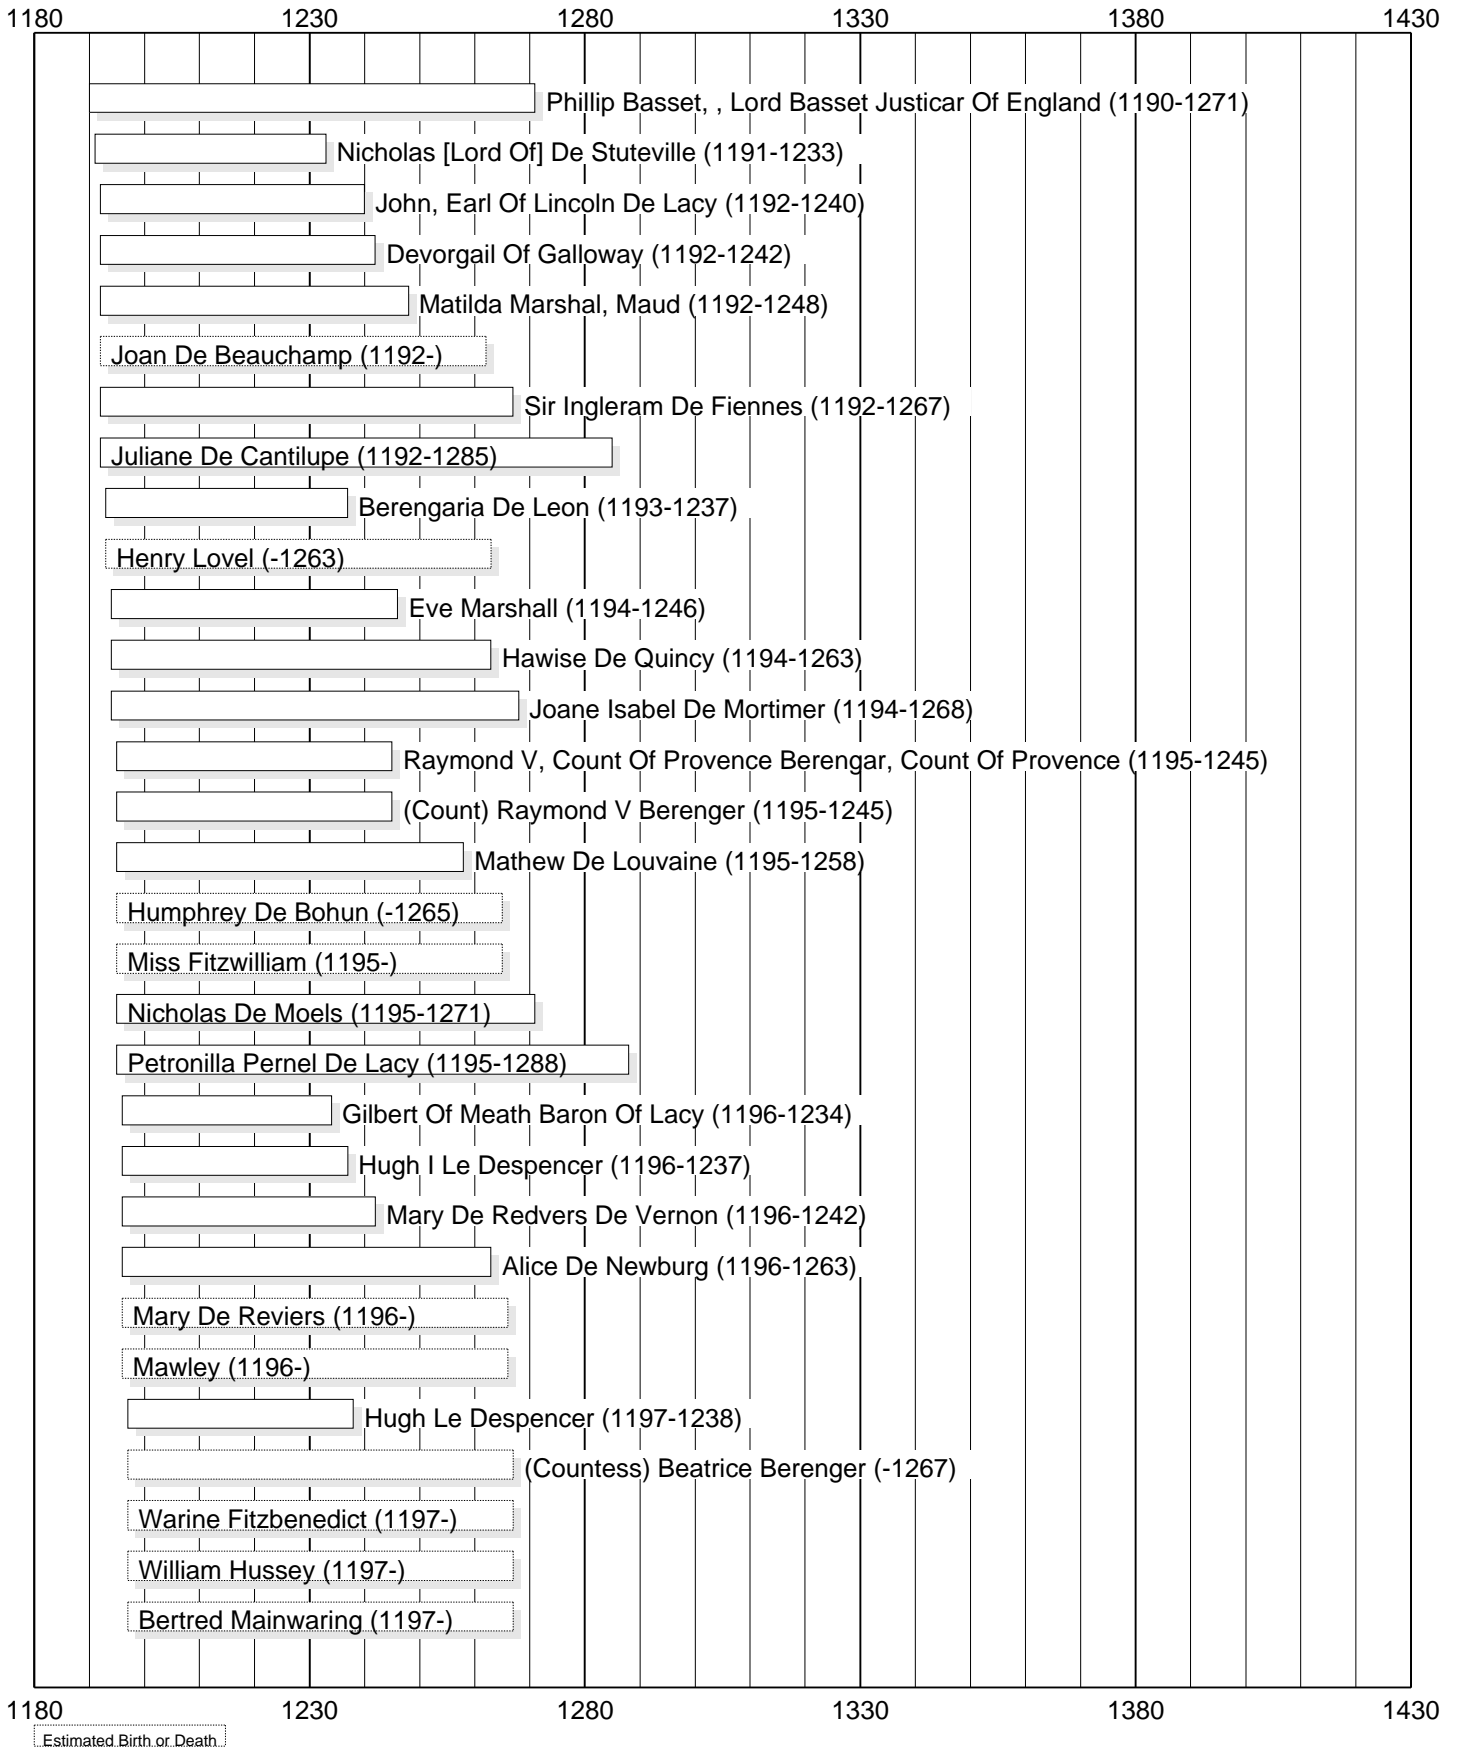 1180 1230 1280 1330 1380 1430
Phillip Basset, , Lord Basset Justicar Of England (1190-1271)
Nicholas [Lord Of] De Stuteville (1191-1233)
John, Earl Of Lincoln De Lacy (1192-1240)
Devorgail Of Galloway (1192-1242)
Matilda Marshal, Maud (1192-1248)
Joan De Beauchamp (1192-)
Sir Ingleram De Fiennes (1192-1267)
Juliane De Cantilupe (1192-1285)
Berengaria De Leon (1193-1237)
Henry Lovel (-1263)
Eve Marshall (1194-1246)
Hawise De Quincy (1194-1263)
Joane Isabel De Mortimer (1194-1268)
Raymond V, Count Of Provence Berengar, Count Of Provence (1195-1245)
(Count) Raymond V Berenger (1195-1245)
Mathew De Louvaine (1195-1258)
Humphrey De Bohun (-1265)
Miss Fitzwilliam (1195-)
Nicholas De Moels (1195-1271)
Petronilla Pernel De Lacy (1195-1288)
Gilbert Of Meath Baron Of Lacy (1196-1234)
Hugh I Le Despencer (1196-1237)
Mary De Redvers De Vernon (1196-1242)
Alice De Newburg (1196-1263)
Mary De Reviers (1196-)
Mawley (1196-)
Hugh Le Despencer (1197-1238)
(Countess) Beatrice Berenger (-1267)
Warine Fitzbenedict (1197-)
William Hussey (1197-)
Bertred Mainwaring (1197-)
1180 1230 1280 1330 1380 1430
Estimated Birth or Death